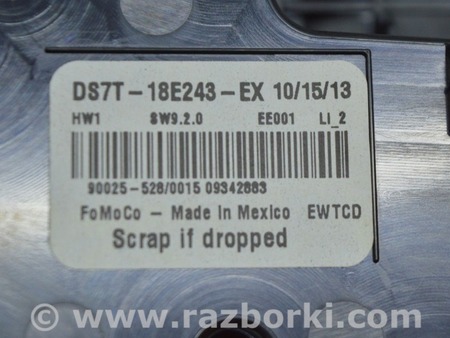 DS7T-18E243-EX 10/15/13
HW1 SW9.2.0 EE001 LI_2
90025-528/0015 09342883
FoMoCo - Made In Mexico EWTCD
Scrap if dropped
© www.razborki.com